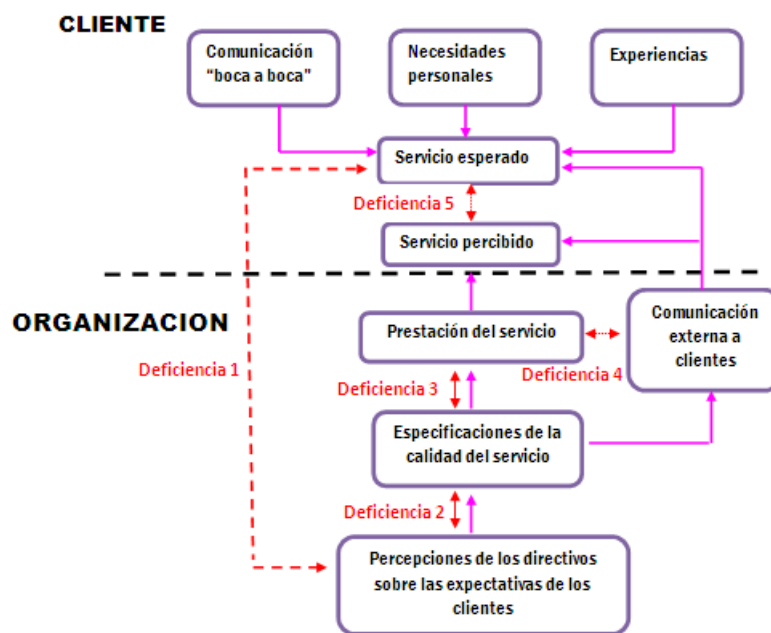 CLIENTE
Comunicación
“boca a boca”
Necesidades
personales
Experiencias
Servicio esperado
Deficiencia 5
Servicio percibido
ORGANIZACION
Prestación del servicio
Comunicación
externa a
clientes
Deficiencia 1
Deficiencia 3
Deficiencia 4
Especificaciones de la
calidad del servicio
Deficiencia 2
Percepciones de los directivos
sobre las expectativas de los
clientes